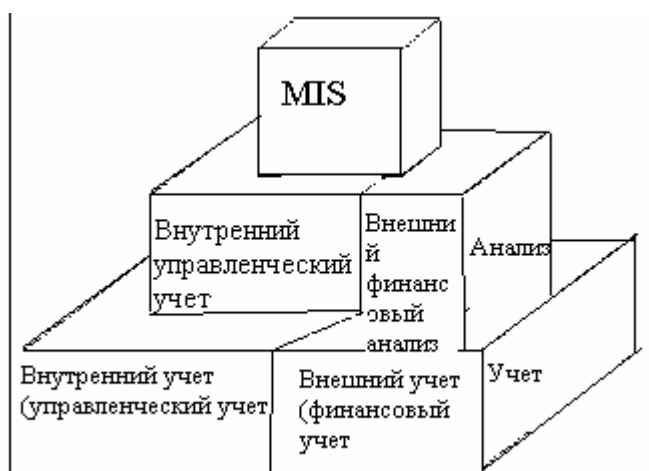 MIS
Внутренний
управленческий
учет
Внешни
й
финанс
овый
анализ
Анализ
Внутренний учет
(управленческий учет
Внешний учет
(финансовый
учет
Учет